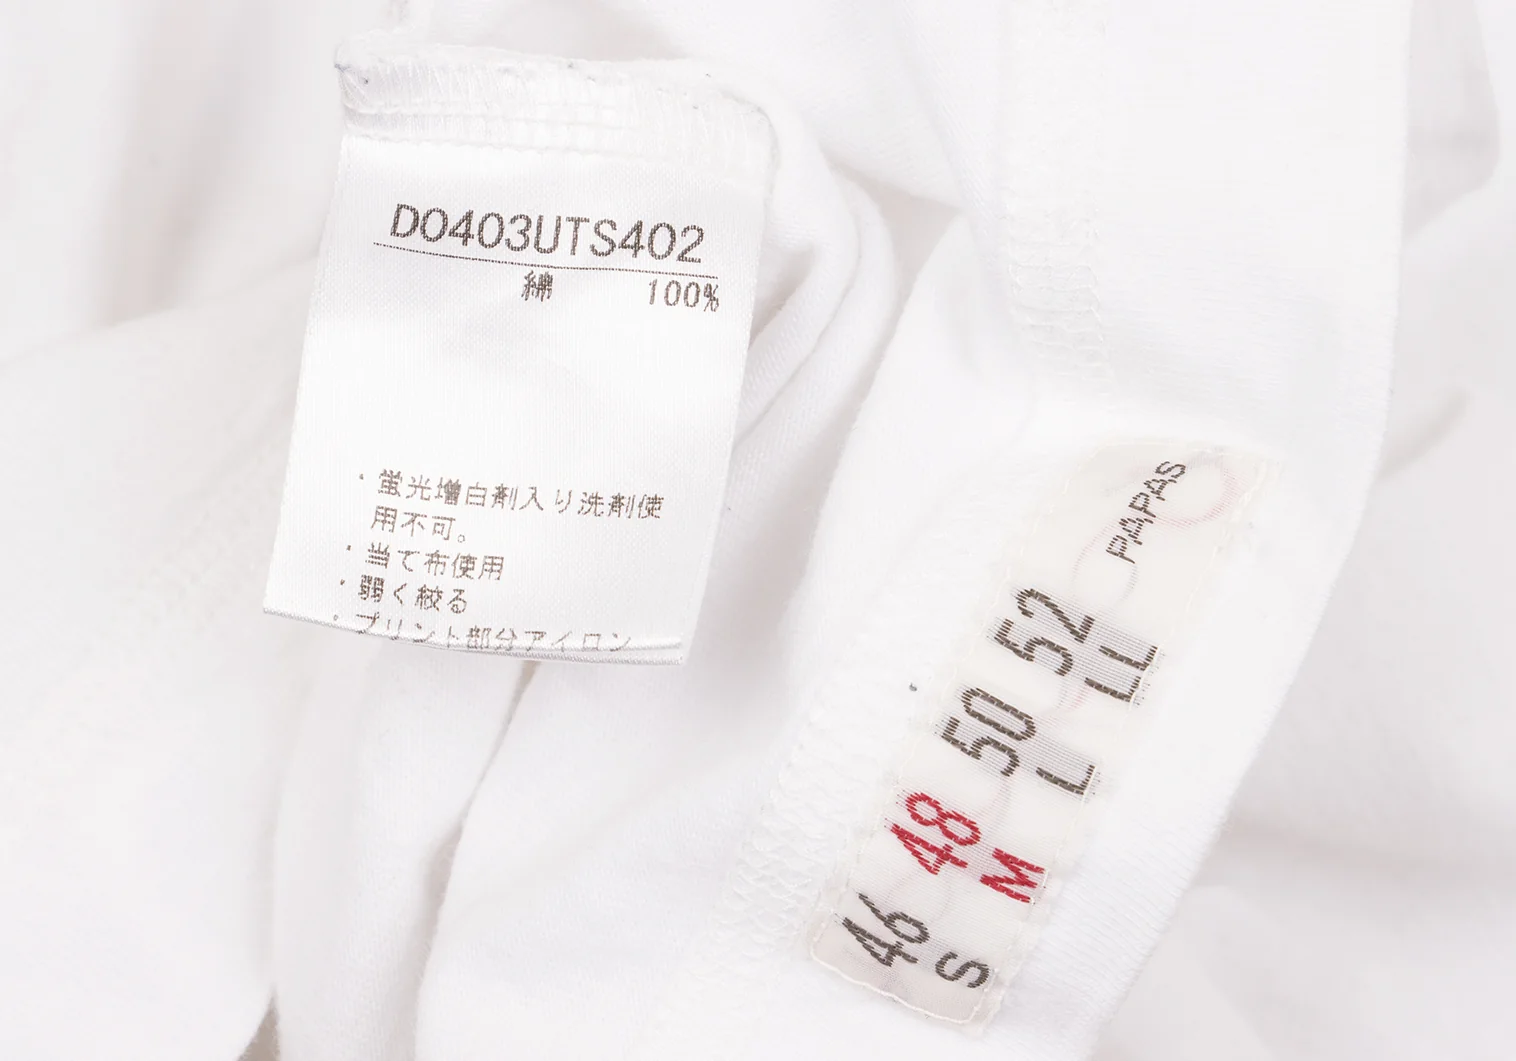 DO403UTS402
綿 100%
・蛍光増白剤入り洗剤使
用不可。
・当て布使用
・弱く絞る
・プリント部分アイロン
PAPAS
46 48 50 52
S M L LL